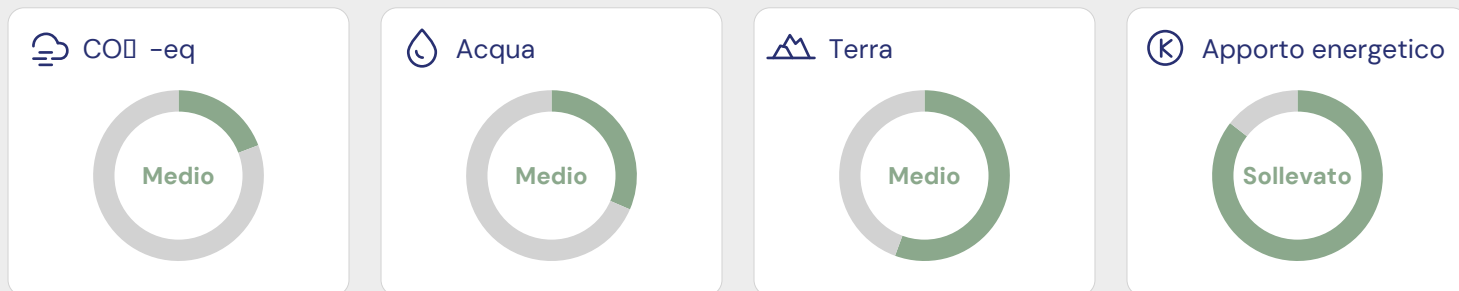 CO▯ -eq
Acqua
Terra
Apporto energetico
Medio
Medio
Medio
Sollevato